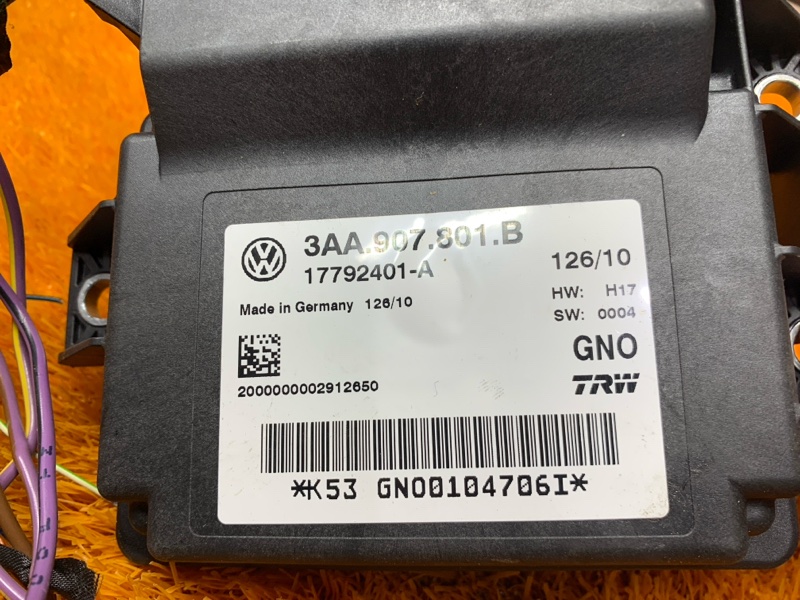 3AA.907.801.B
17792401-A
126/10
Made in Germany 126/10
HW: H17
SW: 0004
GNO
TRW
2000000002912650
*K53 GNO0104706I*